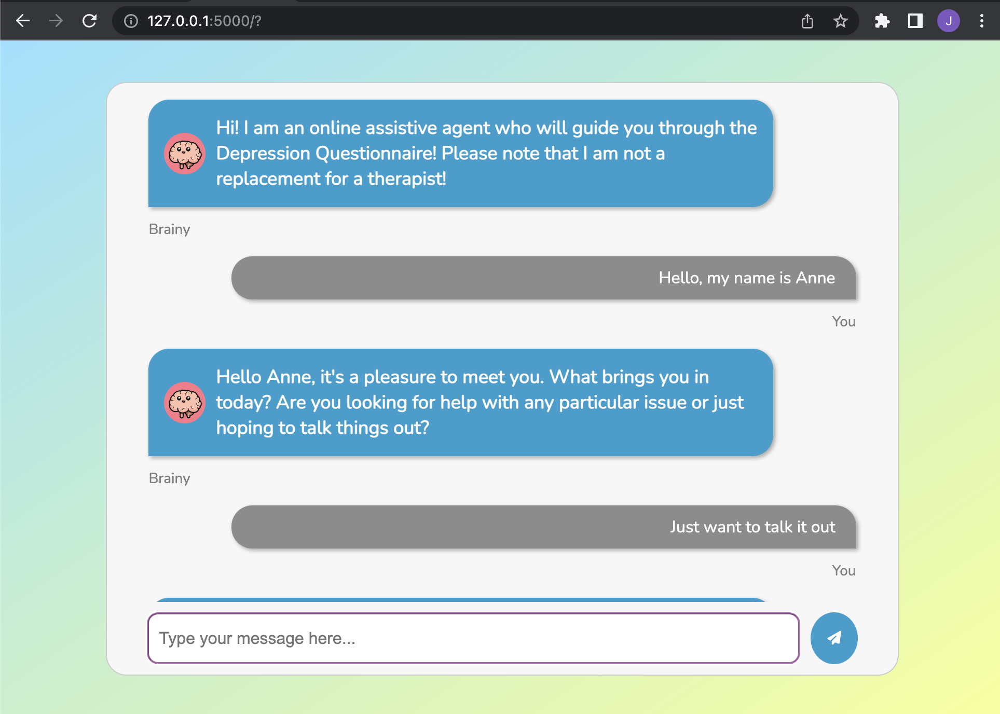 127.0.0.1:5000/?
J
Hi! I am an online assistive agent who will guide you through the
Depression Questionnaire! Please note that I am not a
replacement for a therapist!
Brainy
Hello, my name is Anne
You
Hello Anne, it's a pleasure to meet you. What brings you in
today? Are you looking for help with any particular issue or just
hoping to talk things out?
Brainy
Just want to talk it out
You
Type your message here...